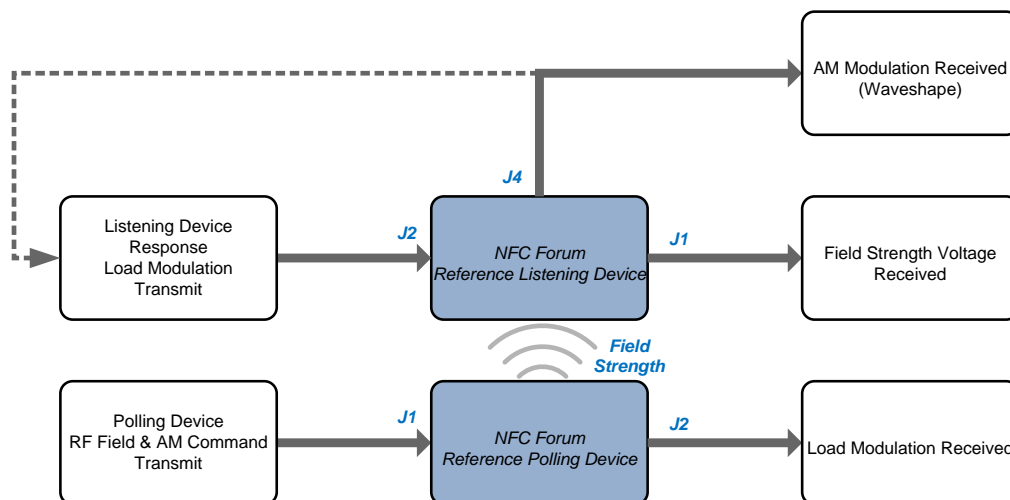 AM Modulation Received
(Waveshape)
J4
Listening Device
Response
Load Modulation
Transmit
J2
NFC Forum
Reference Listening Device
J1
Field Strength Voltage
Received
Field
Strength
Polling Device
RF Field & AM Command
Transmit
J1
NFC Forum
Reference Polling Device
J2
Load Modulation Received